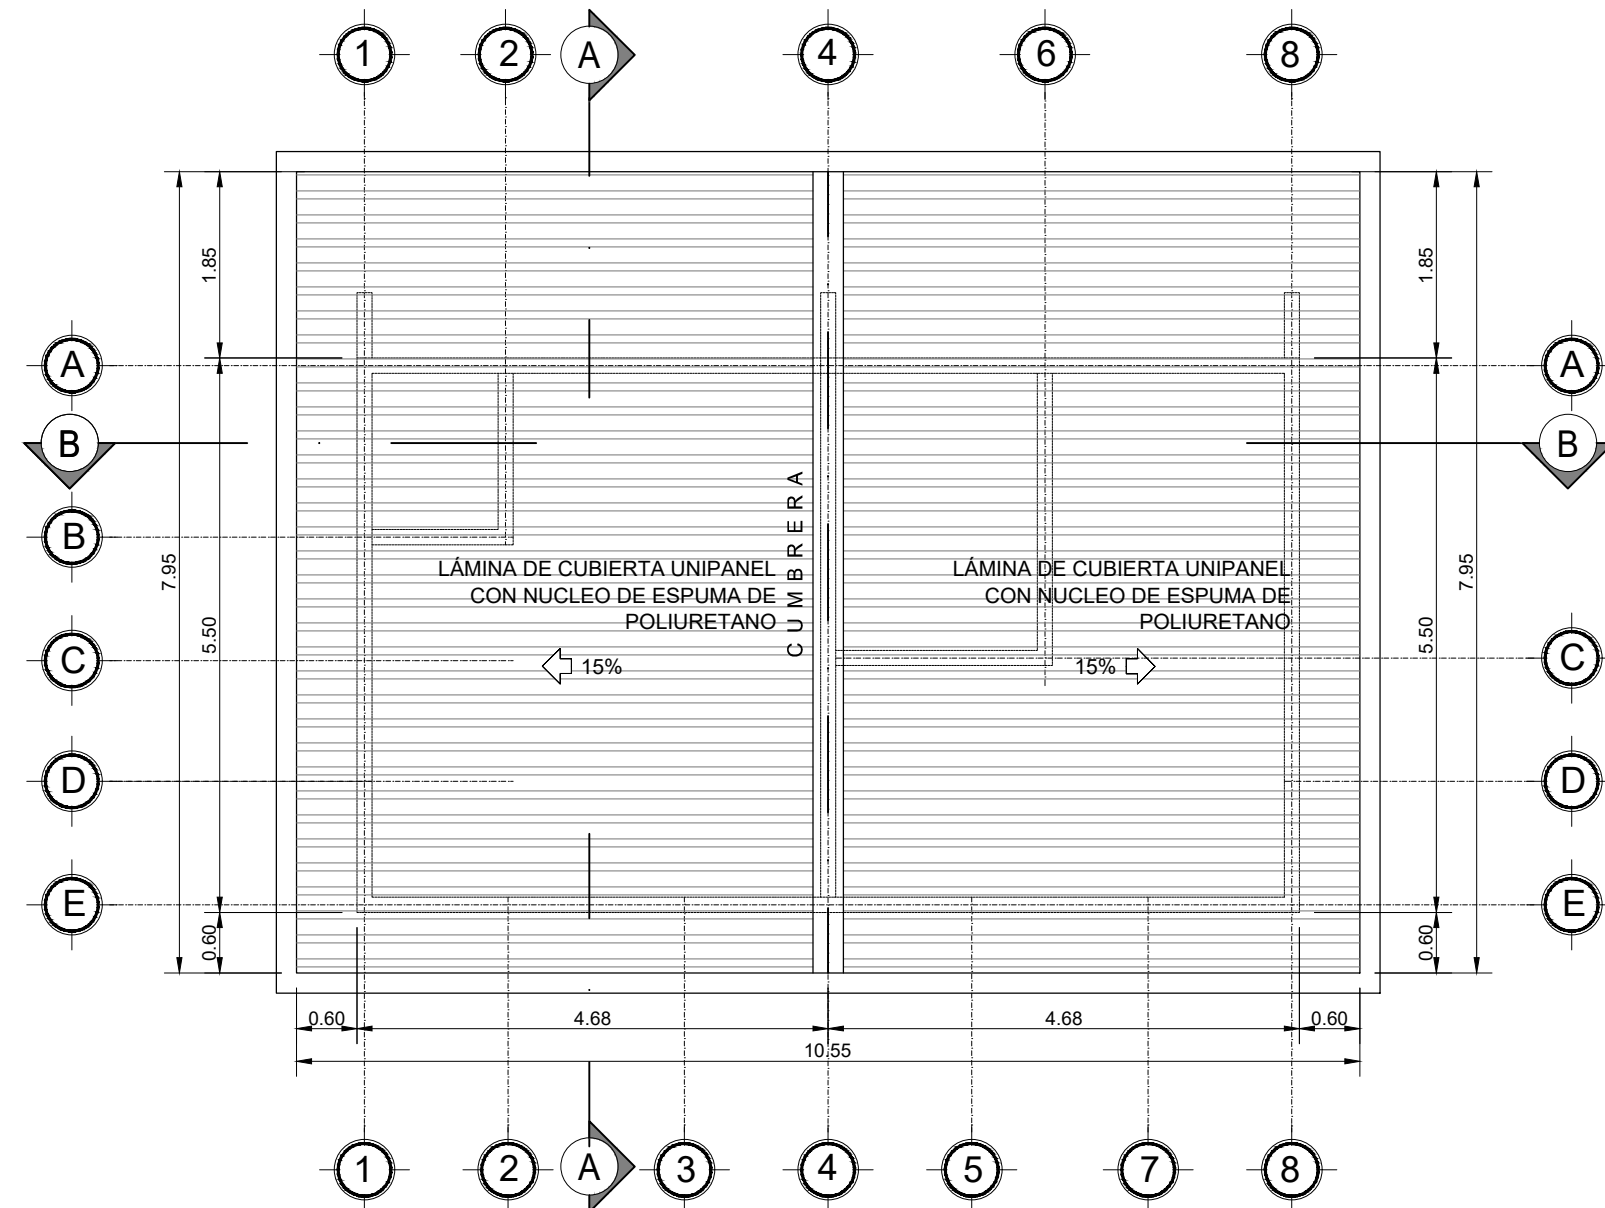 1
2
A
4
6
8
1.85
1.85
A
A
B
B
CUMBRERA
B
7.95
7.95
LÁMINA DE CUBIERTA UNIPANEL
CON NUCLEO DE ESPUMA DE
POLIURETANO
LÁMINA DE CUBIERTA UNIPANEL
CON NUCLEO DE ESPUMA DE
POLIURETANO
5.50
5.50
C
15%
15%
C
D
D
E
E
0.60
0.60
0.60
4.68
4.68
0.60
10.55
1
2
A
3
4
5
7
8